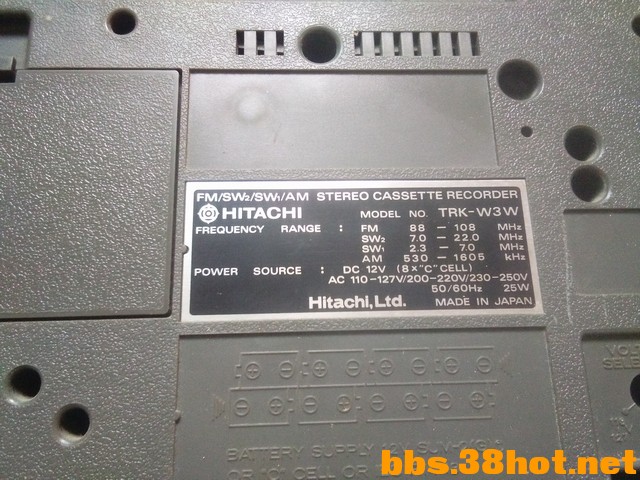 FM/SW₂/SW₁/AM STEREO CASSETTE RECORDER
HITACHI MODEL NO. TRK-W3W
FREQUENCY RANGE : FM 88 – 108 MHz
SW₂ 7.0 – 22.0 MHz
SW₁ 2.3 – 7.0 MHz
AM 530 – 1605 kHz
POWER SOURCE : DC 12V (8×"C"CELL)
AC 110-127V/200-220V/230-250V
50/60Hz 25W
Hitachi, Ltd. MADE IN JAPAN
BATTERY SUPPLY
OR "C" CELL OR
bbs.38hot.net